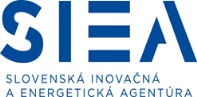 SIEA
SLOVENSKÁ INOVAČNÁ
A ENERGETICKÁ AGENTÚRA